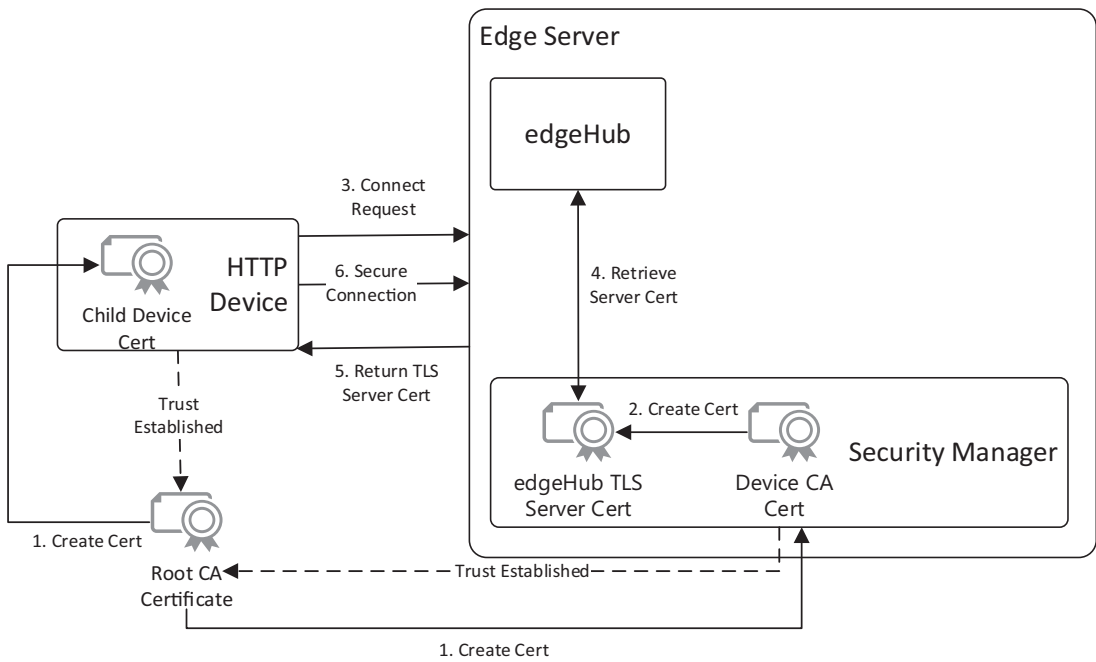 Edge Server
edgeHub
3. Connect
Request
6. Secure
Connection
4. Retrieve
Server Cert
HTTP
Device
Child Device
Cert
5. Return TLS
Server Cert
Trust
Established
2. Create Cert
Security Manager
edgeHub TLS
Server Cert
Device CA
Cert
1. Create Cert
Root CA
Certificate
Trust Established
1. Create Cert